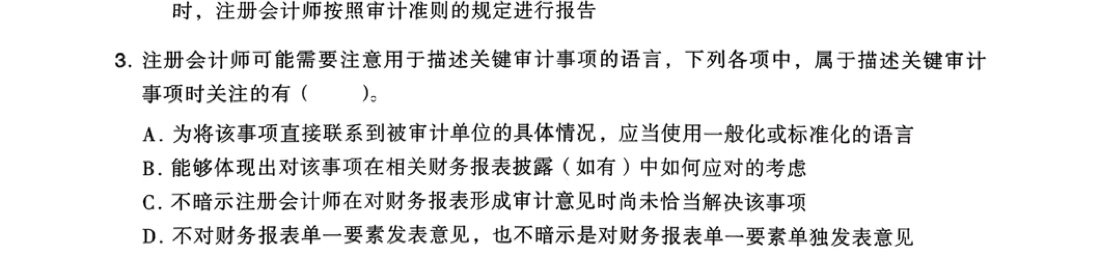 时，注册会计师按照审计准则的规定进行报告
3. 注册会计师可能需要注意用于描述关键审计事项的语言，下列各项中，属于描述关键审计
事项时关注的有（　　）。
A. 为将该事项直接联系到被审计单位的具体情况，应当使用一般化或标准化的语言
B. 能够体现出对该事项在相关财务报表披露（如有）中如何应对的考虑
C. 不暗示注册会计师在对财务报表形成审计意见时尚未恰当解决该事项
D. 不对财务报表单一要素发表意见，也不暗示是对财务报表单一要素单独发表意见